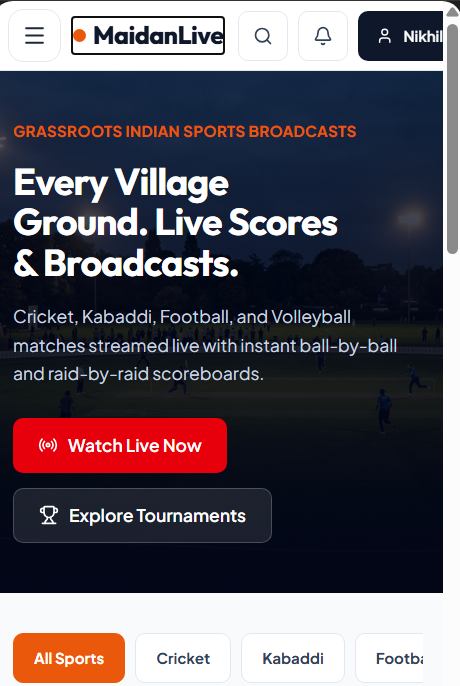 MaidanLive
Nikhil
GRASSROOTS INDIAN SPORTS BROADCASTS
Every Village
Ground. Live Scores
& Broadcasts.
Cricket, Kabaddi, Football, and Volleyball
matches streamed live with instant ball-by-ball
and raid-by-raid scoreboards.
Watch Live Now
Explore Tournaments
All Sports
Cricket
Kabaddi
Footba